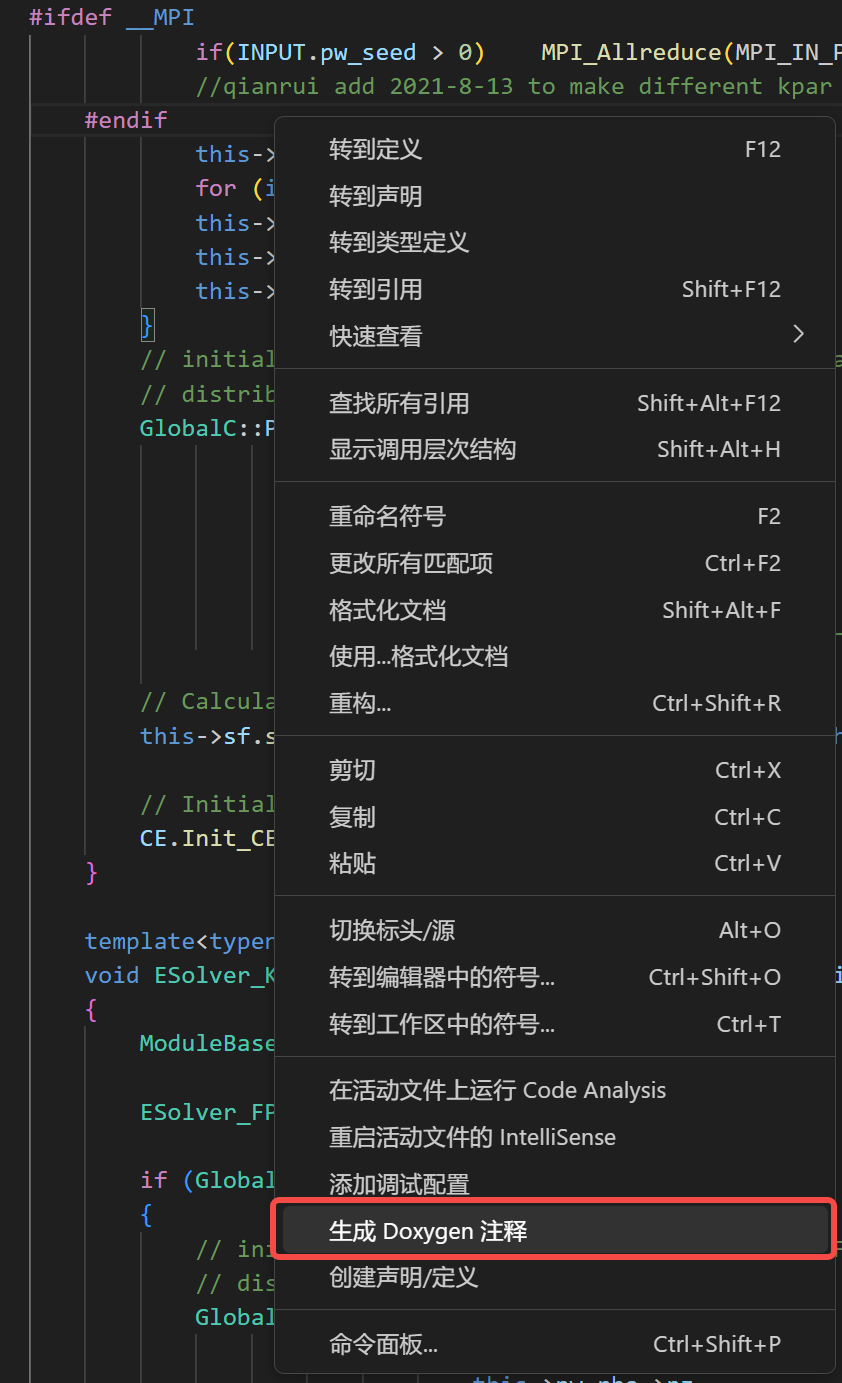 #ifdef __MPI
if(INPUT.pw_seed > 0)    MPI_Allreduce(MPI_IN_P
//qianrui add 2021-8-13 to make different kpar
#endif
转到定义 F12
this->
转到声明
for (i
this->
转到类型定义
this->
转到引用 Shift+F12
this->
}
快速查看
// initial
// distrib
查找所有引用 Shift+Alt+F12
GlobalC::P
显示调用层次结构 Shift+Alt+H
重命名符号 F2
更改所有匹配项 Ctrl+F2
格式化文档 Shift+Alt+F
使用...格式化文档
// Calcula
重构... Ctrl+Shift+R
this->sf.s
剪切 Ctrl+X
// Initial
复制 Ctrl+C
CE.Init_CE
粘贴 Ctrl+V
}
切换标头/源 Alt+O
template<typen
转到编辑器中的符号... Ctrl+Shift+O
void ESolver_K
{
转到工作区中的符号... Ctrl+T
ModuleBase
在活动文件上运行 Code Analysis
ESolver_FP
重启活动文件的 IntelliSense
if (Global
添加调试配置
{
生成 Doxygen 注释
// ini
创建声明/定义
// dis
Global
命令面板... Ctrl+Shift+P